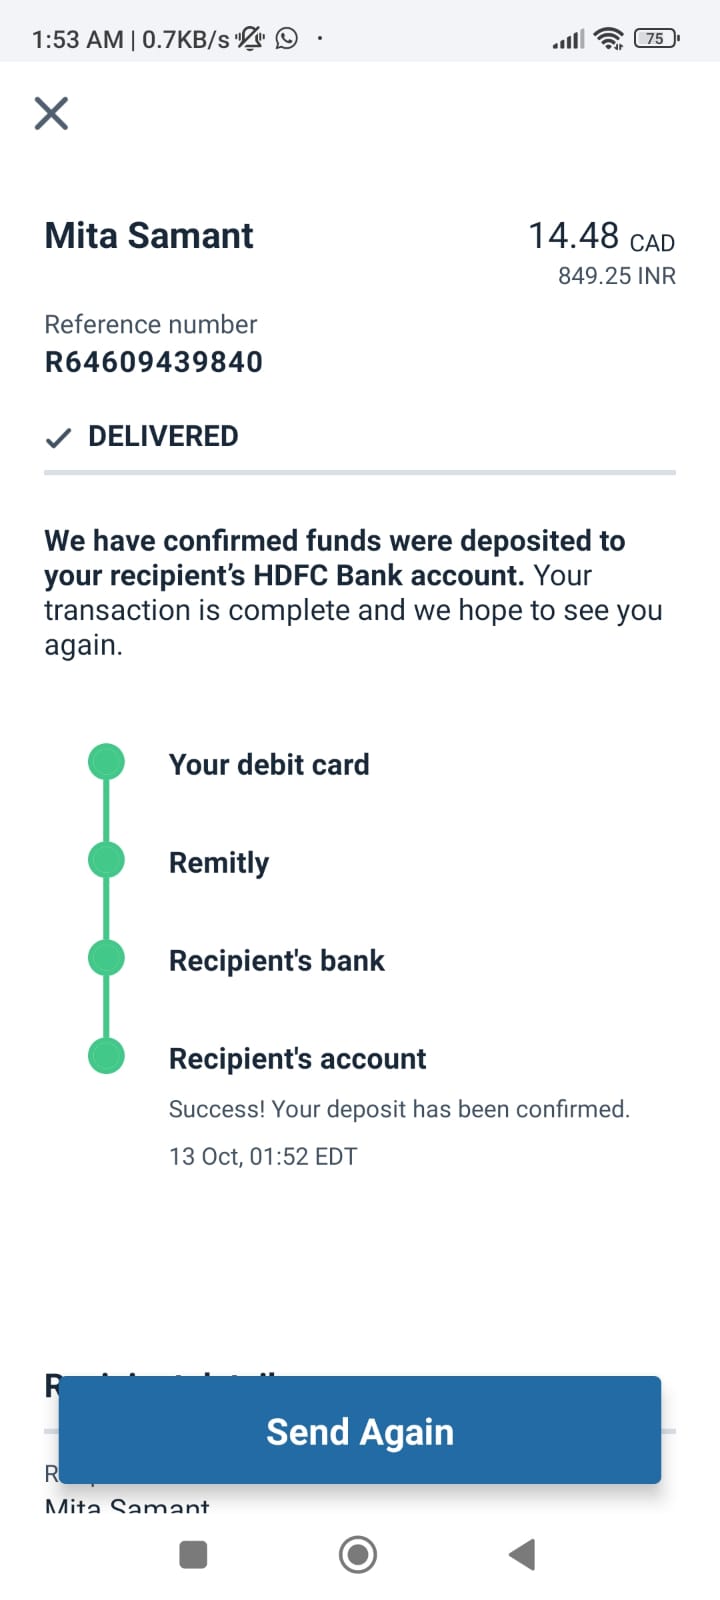 1:53 AM | 0.7KB/s
75
Mita Samant
14.48 CAD
849.25 INR
Reference number
R64609439840
DELIVERED
We have confirmed funds were deposited to
your recipient's HDFC Bank account. Your
transaction is complete and we hope to see you
again.
Your debit card
Remitly
Recipient's bank
Recipient's account
Success! Your deposit has been confirmed.
13 Oct, 01:52 EDT
Send Again
Mita Samant